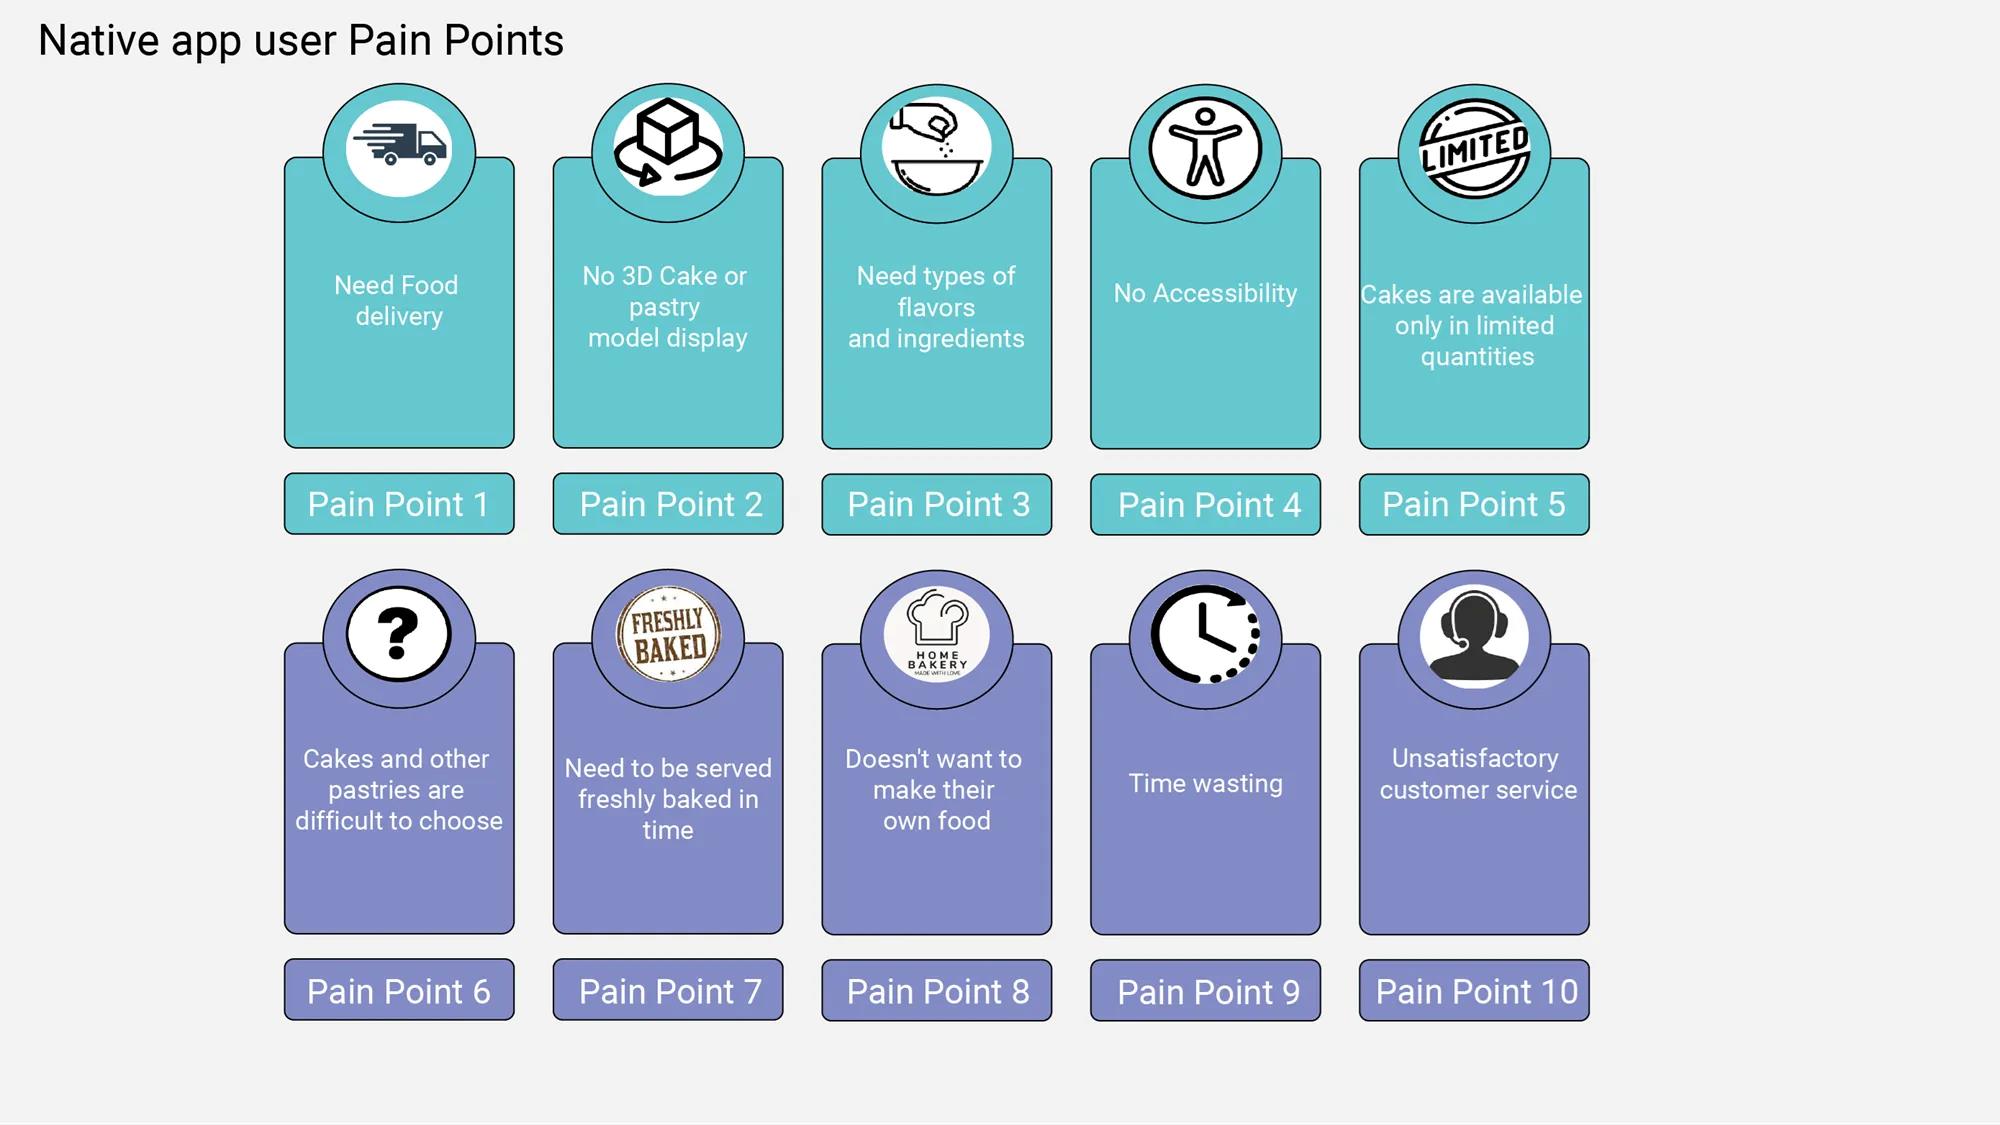 Native app user Pain Points
LIMITED
Need Food
delivery
No 3D Cake or
pastry
model display
Need types of
flavors
and ingredients
No Accessibility
Cakes are available
only in limited
quantities
Pain Point 1
Pain Point 2
Pain Point 3
Pain Point 4
Pain Point 5
?
FRESHLY
BAKED
HOME
BAKERY
MADE WITH LOVE
Cakes and other
pastries are
difficult to choose
Need to be served
freshly baked in
time
Doesn't want to
make their
own food
Time wasting
Unsatisfactory
customer service
Pain Point 6
Pain Point 7
Pain Point 8
Pain Point 9
Pain Point 10